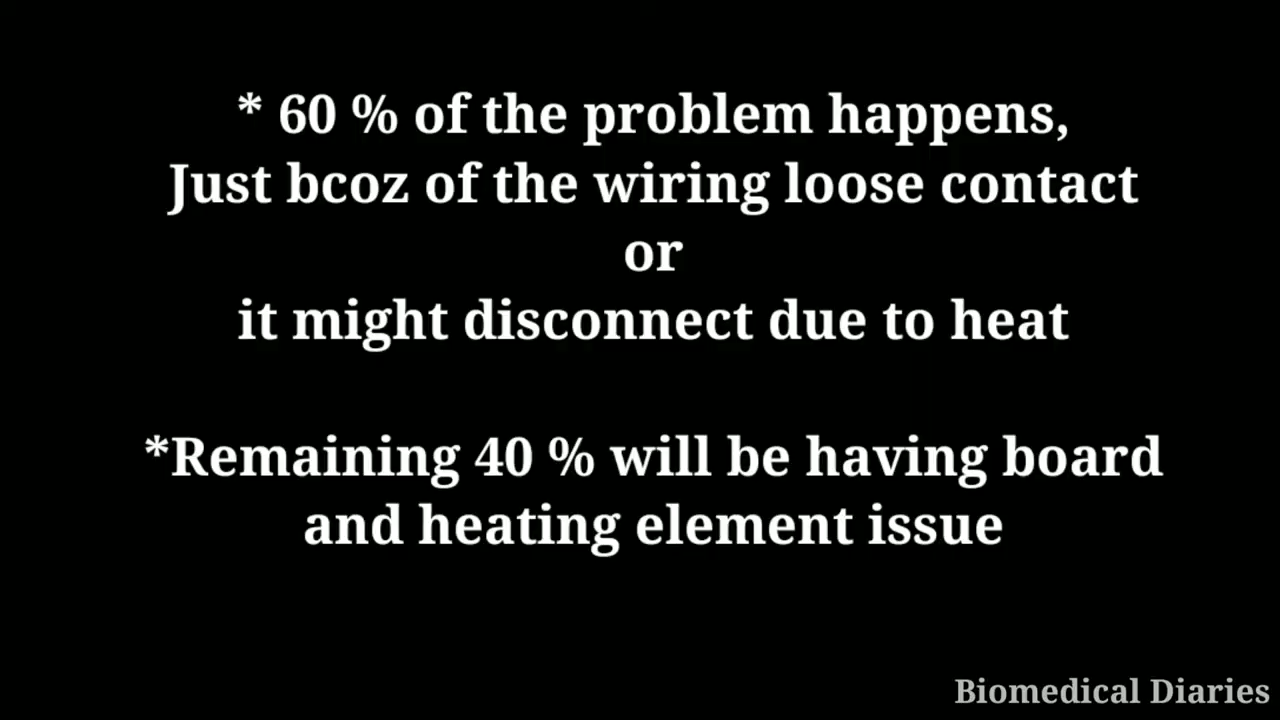 * 60 % of the problem happens,
Just bcoz of the wiring loose contact
or
it might disconnect due to heat
*Remaining 40 % will be having board
and heating element issue
Biomedical Diaries